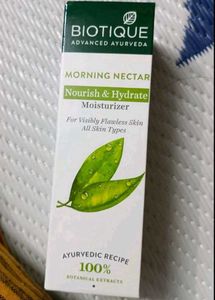 BIOTIQUE
ADVANCED AYURVEDA
MORNING NECTAR
Nourish & Hydrate
Moisturizer
For Visibly Flawless Skin
All Skin Types
AYURVEDIC RECIPE
100%
BOTANICAL EXTRACTS